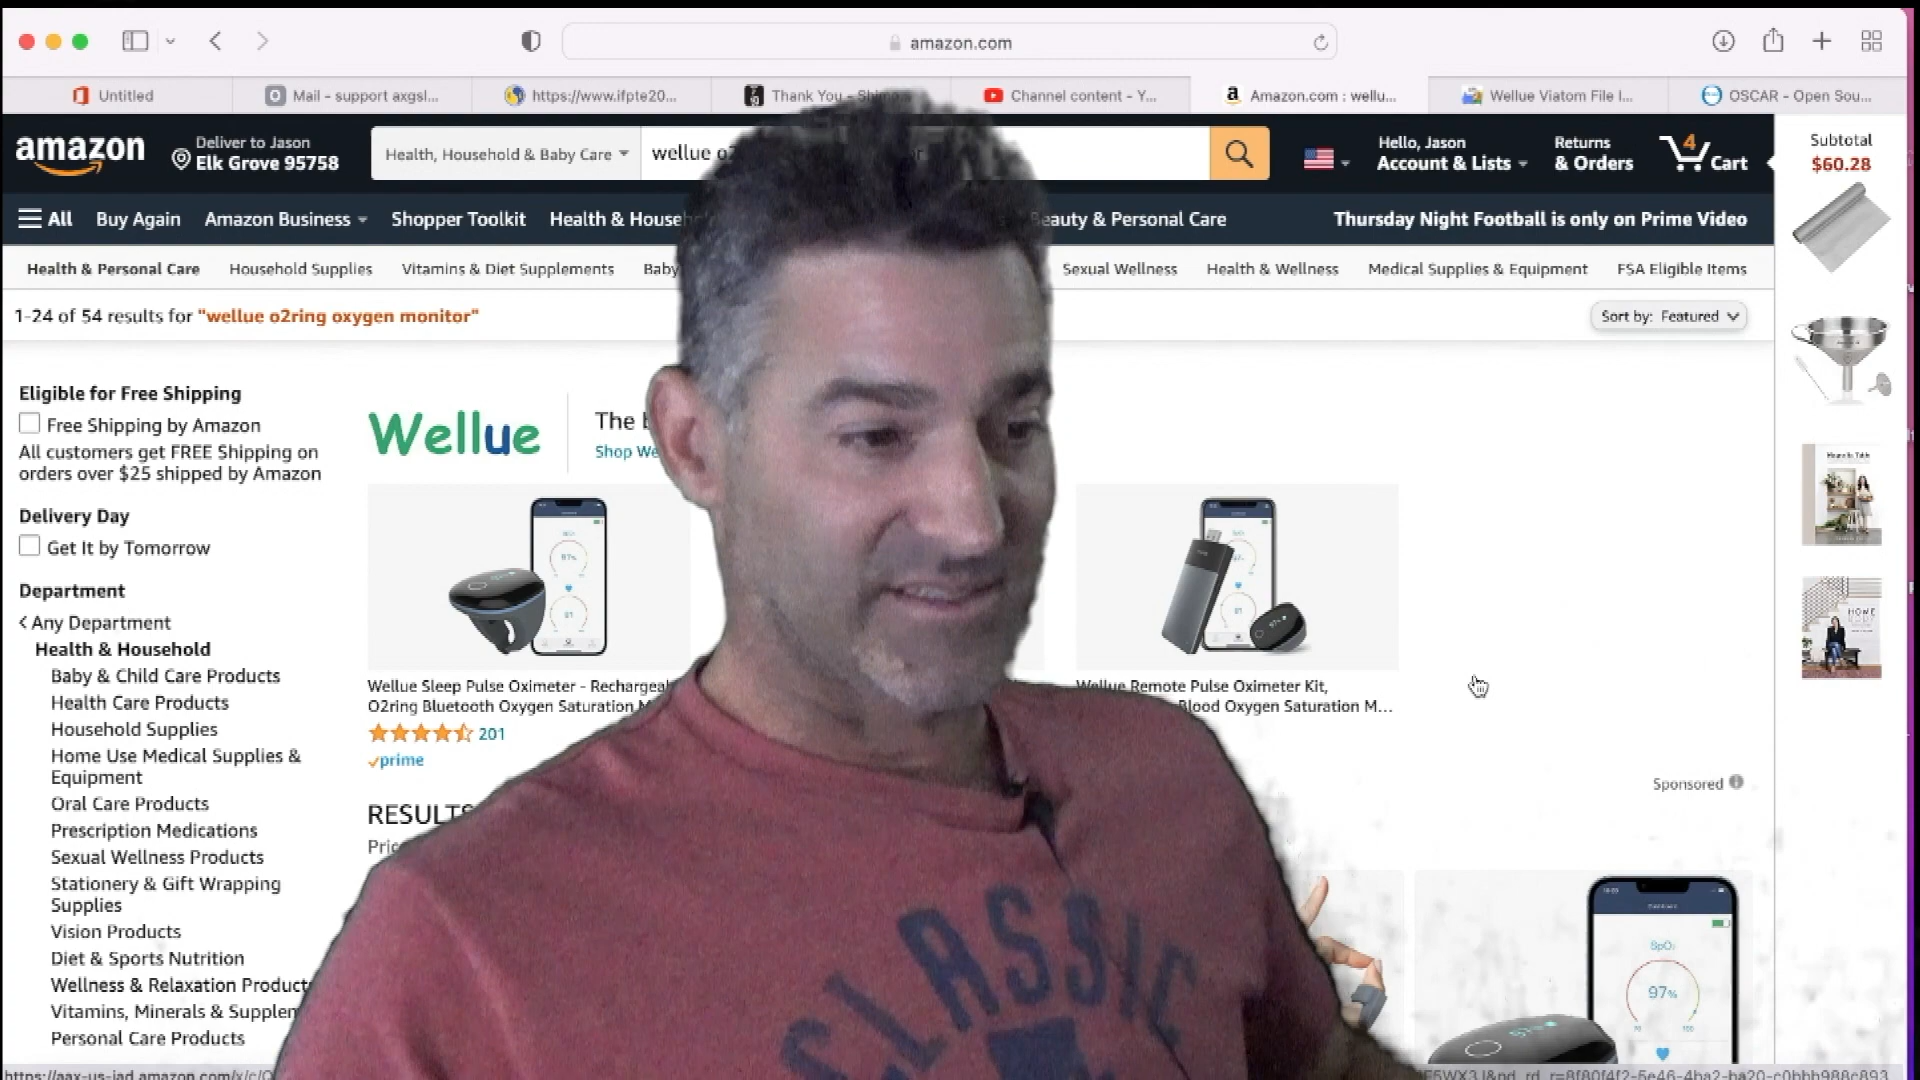 amazon.com
Untitled
Mail - support axgsl...
https://www.ifpte20...
Thank You - Shim
Channel content - Y...
Amazon.com : wellu...
Wellue Viatom File I...
OSCAR - Open Sou...
amazon
Deliver to Jason
Elk Grove 95758
Health, Household & Baby Care
wellue o2
Hello, Jason
Account & Lists
Returns
& Orders
4
Cart
Subtotal
$60.28
All
Buy Again
Amazon Business
Shopper Toolkit
Health & Househ
Beauty & Personal Care
Thursday Night Football is only on Prime Video
Health & Personal Care
Household Supplies
Vitamins & Diet Supplements
Baby
Sexual Wellness
Health & Wellness
Medical Supplies & Equipment
FSA Eligible Items
1-24 of 54 results for "wellue o2ring oxygen monitor"
Sort by: Featured
Eligible for Free Shipping
Free Shipping by Amazon
All customers get FREE Shipping on
orders over $25 shipped by Amazon
Delivery Day
Get It by Tomorrow
Department
Any Department
Health & Household
Baby & Child Care Products
Health Care Products
Household Supplies
Home Use Medical Supplies &
Equipment
Oral Care Products
Prescription Medications
Sexual Wellness Products
Stationery & Gift Wrapping
Supplies
Vision Products
Diet & Sports Nutrition
Wellness & Relaxation Product
Vitamins, Minerals & Supplen
Personal Care Products
Wellue
The b
Shop We
Wellue Sleep Pulse Oximeter - Rechargeal
O2ring Bluetooth Oxygen Saturation M
201
prime
Wellue Remote Pulse Oximeter Kit,
Blood Oxygen Saturation M...
Sponsored
RESULTS
Pric
CLASSIC
SpO₂
97%
HOME